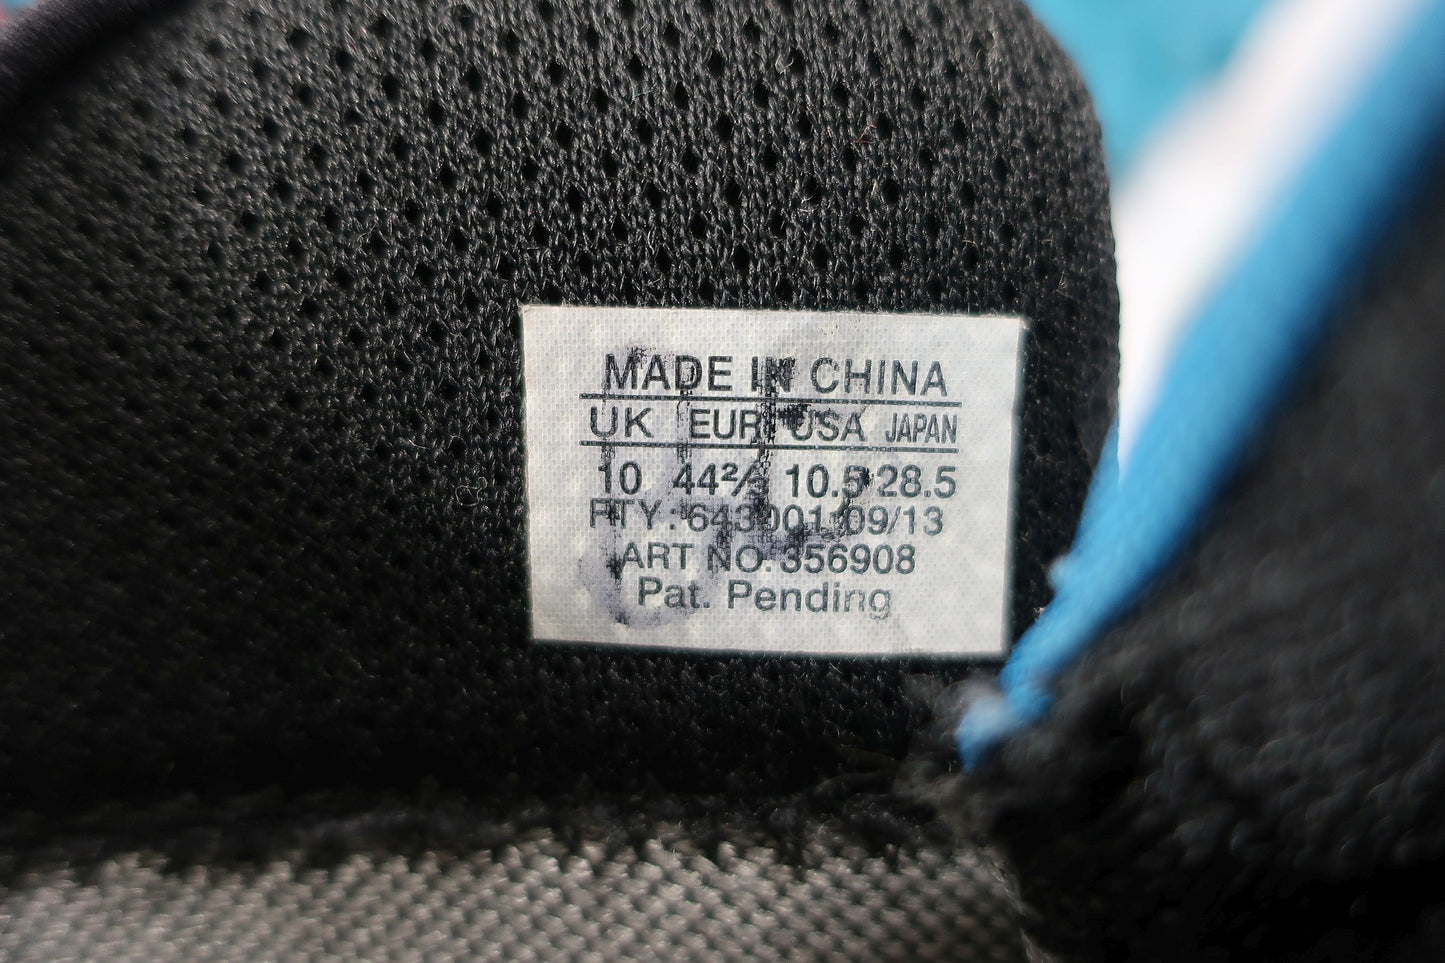 MADE IN CHINA
UK EUR USA JAPAN
10 44²/₃ 10.5 28.5
FTY: 643001 09/13
ART NO. 356908
Pat. Pending